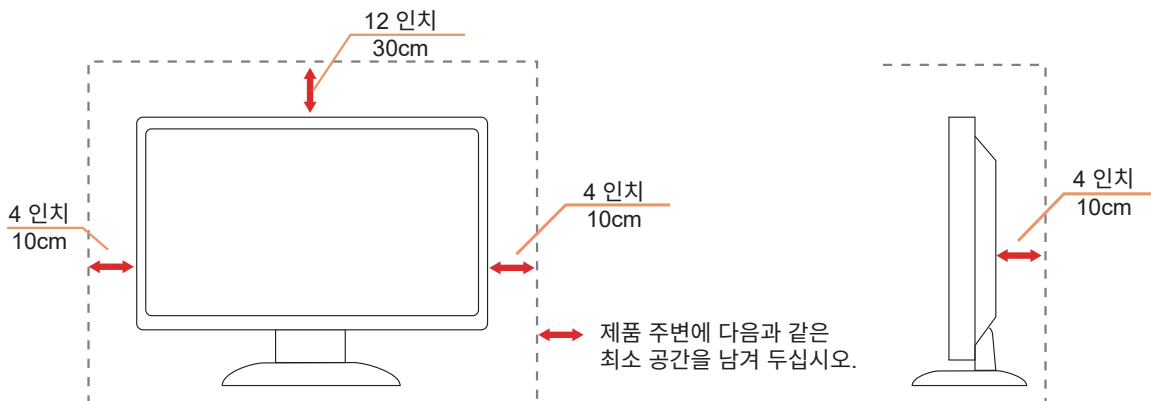 12 인치
30cm
4 인치
10cm
4 인치
10cm
제품 주변에 다음과 같은
최소 공간을 남겨 두십시오.
4 인치
10cm